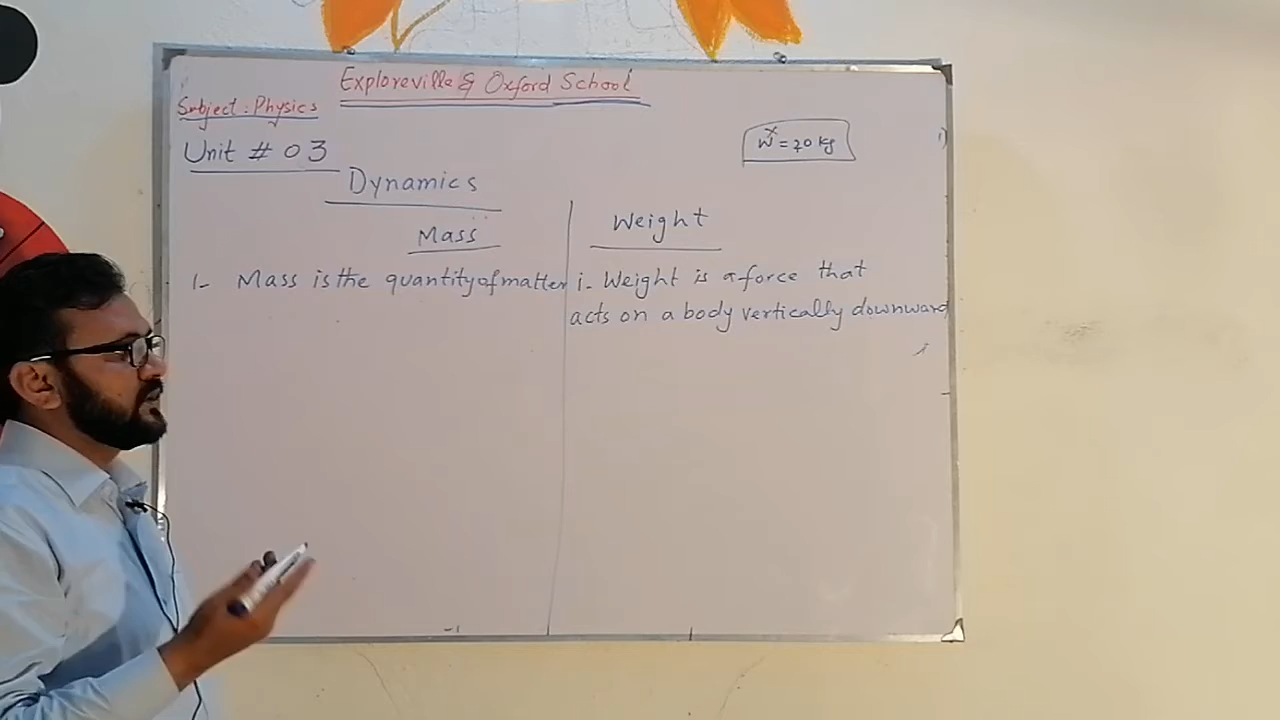 Exploreville & Oxford School
Subject: Physics
Unit # 03
W = 70 kg
x
i)
Dynamics
Mass
Weight
1- Mass is the quantity of matter
i- Weight is a force that
acts on a body vertically downward